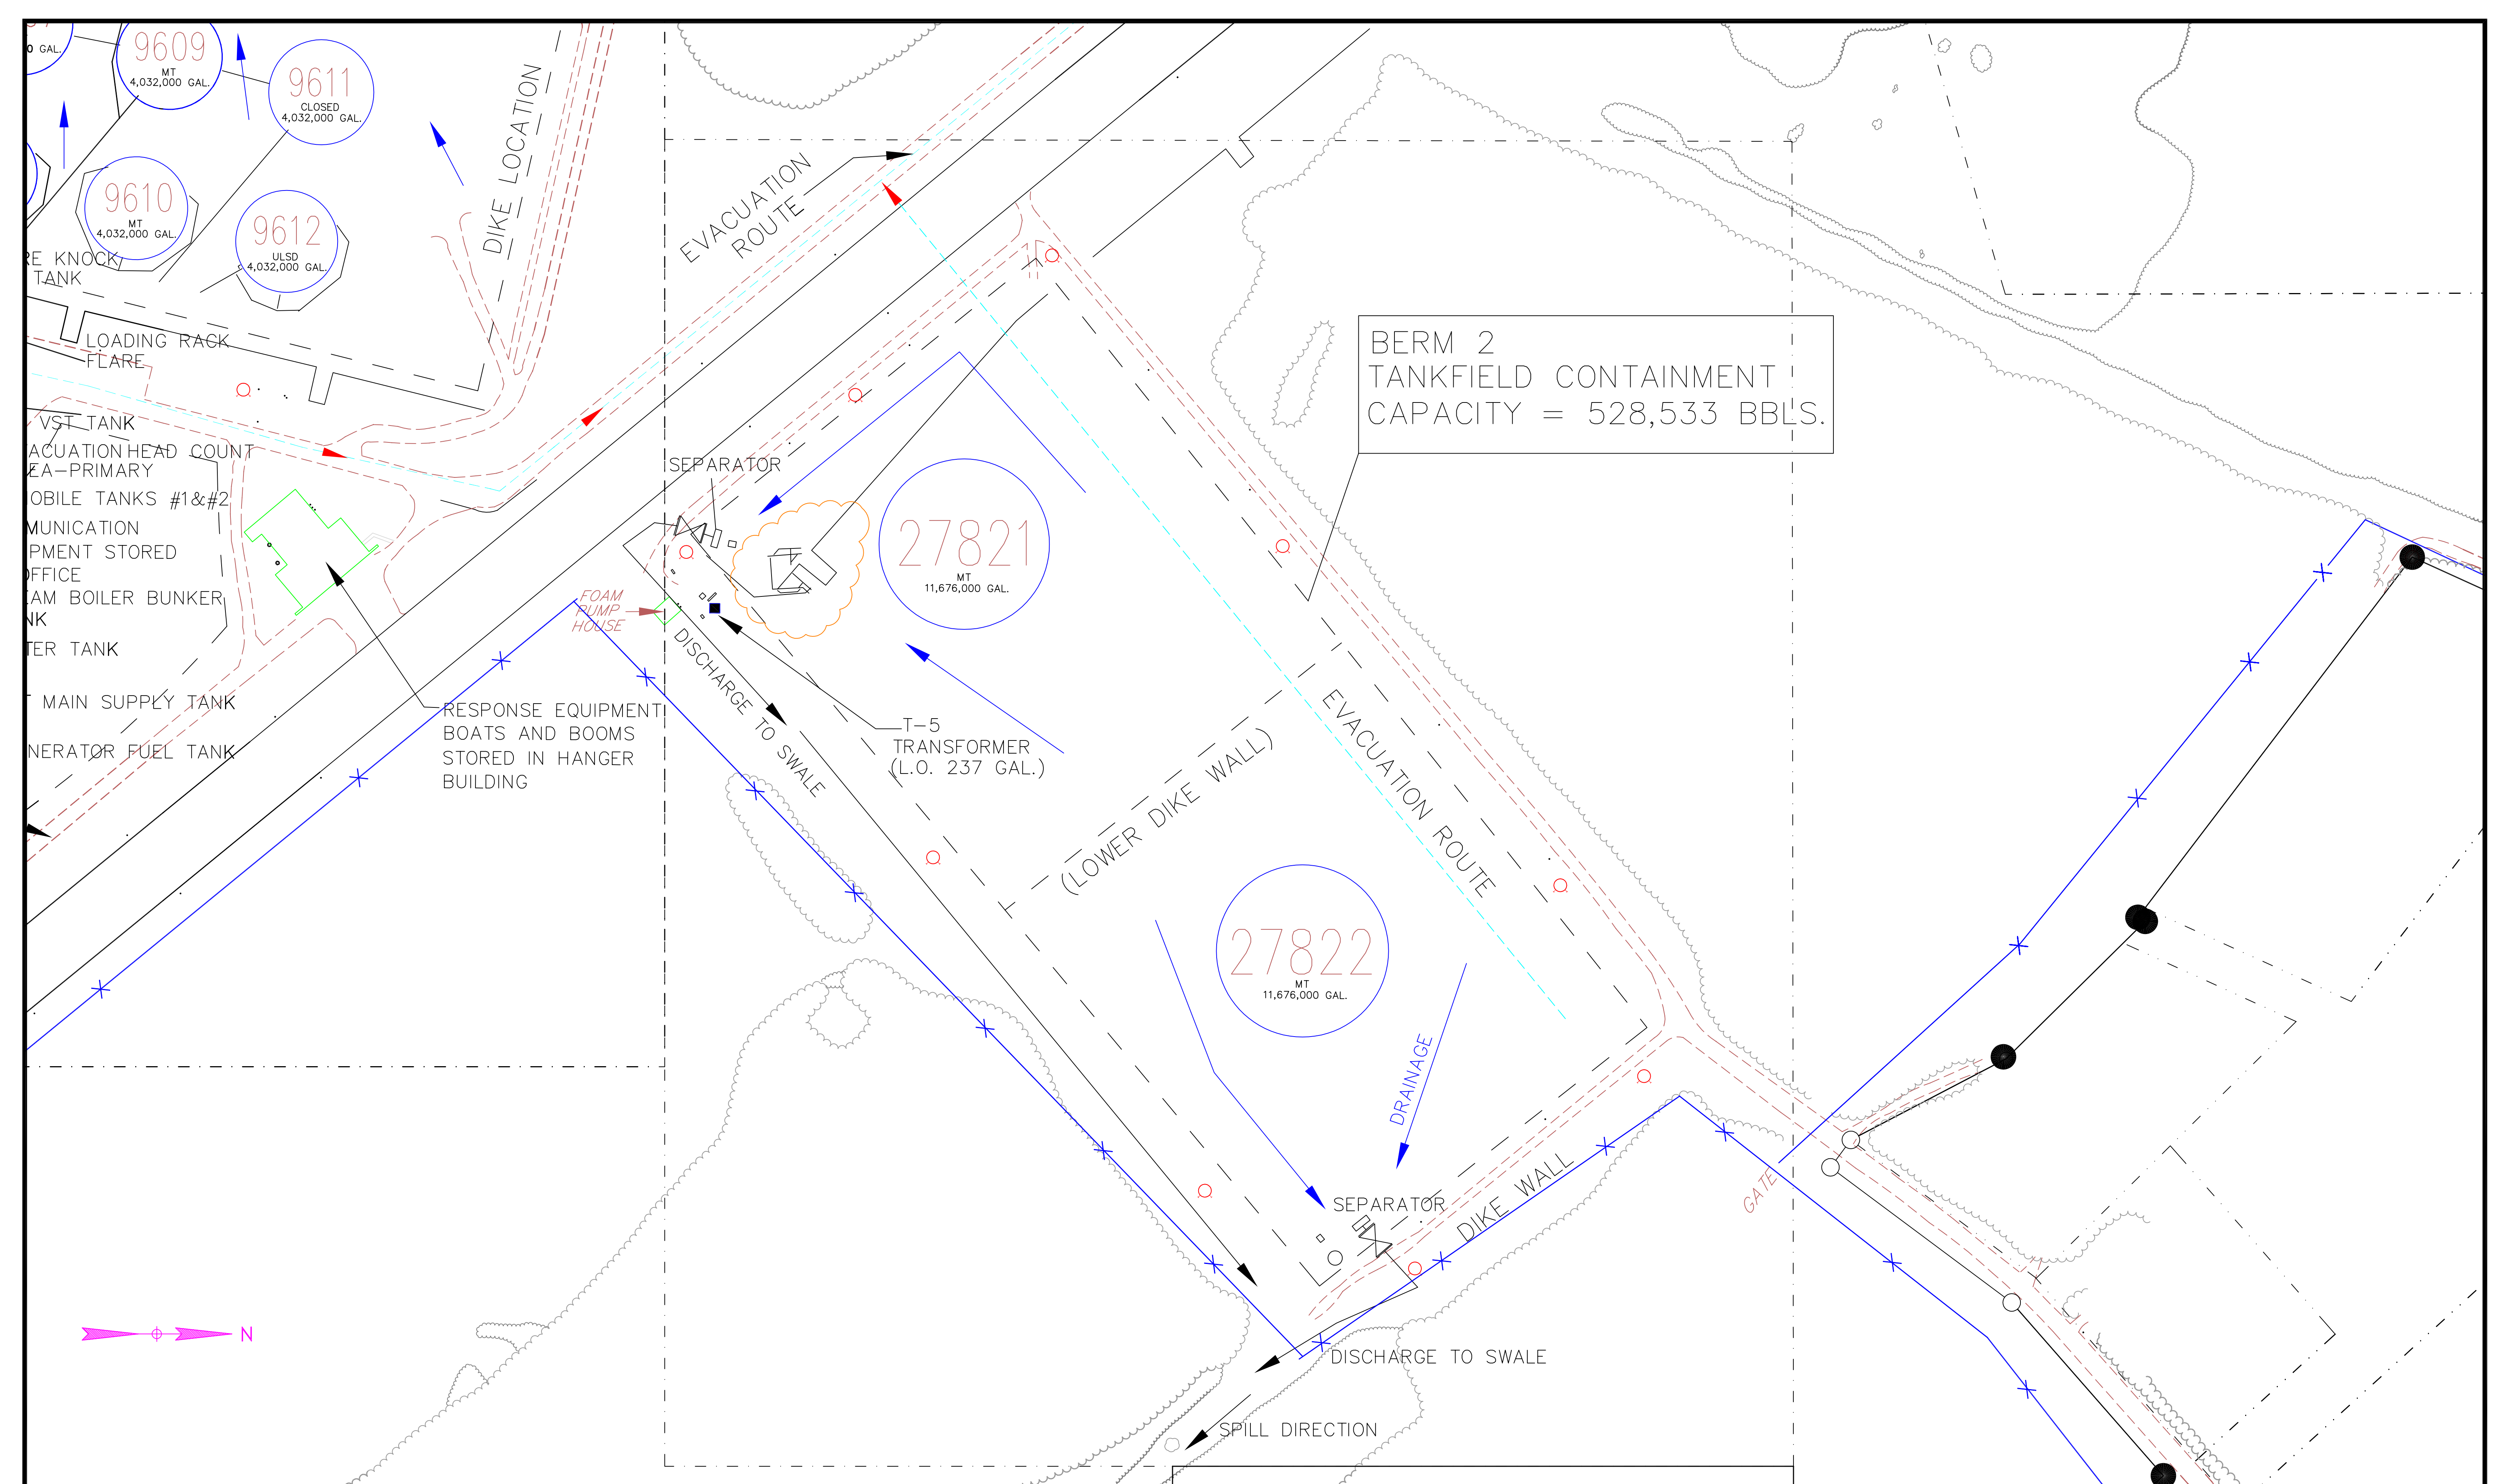 0 GAL.
9609
MT
4,032,000 GAL.
9611
CLOSED
4,032,000 GAL.
9610
MT
4,032,000 GAL.
9612
ULSD
4,032,000 GAL.
DIKE LOCATION
EVACUATION
ROUTE
RE KNOCK
TANK
LOADING RACK
FLARE
VST TANK
ACUATION HEAD COUNT
EA-PRIMARY
OBILE TANKS #1&#2
MUNICATION
PMENT STORED
OFFICE
EAM BOILER BUNKER
NK
TER TANK
T MAIN SUPPLY TANK
NERATOR FUEL TANK
RESPONSE EQUIPMENT
BOATS AND BOOMS
STORED IN HANGER
BUILDING
SEPARATOR
FOAM
PUMP
HOUSE
DISCHARGE TO SWALE
27821
MT
11,676,000 GAL.
BERM 2
TANKFIELD CONTAINMENT
CAPACITY = 528,533 BBLS.
T-5
TRANSFORMER
(L.O. 237 GAL.)
(LOWER DIKE WALL)
EVACUATION ROUTE
27822
MT
11,676,000 GAL.
DRAINAGE
SEPARATOR
DIKE WALL
GATE
N
DISCHARGE TO SWALE
SPILL DIRECTION